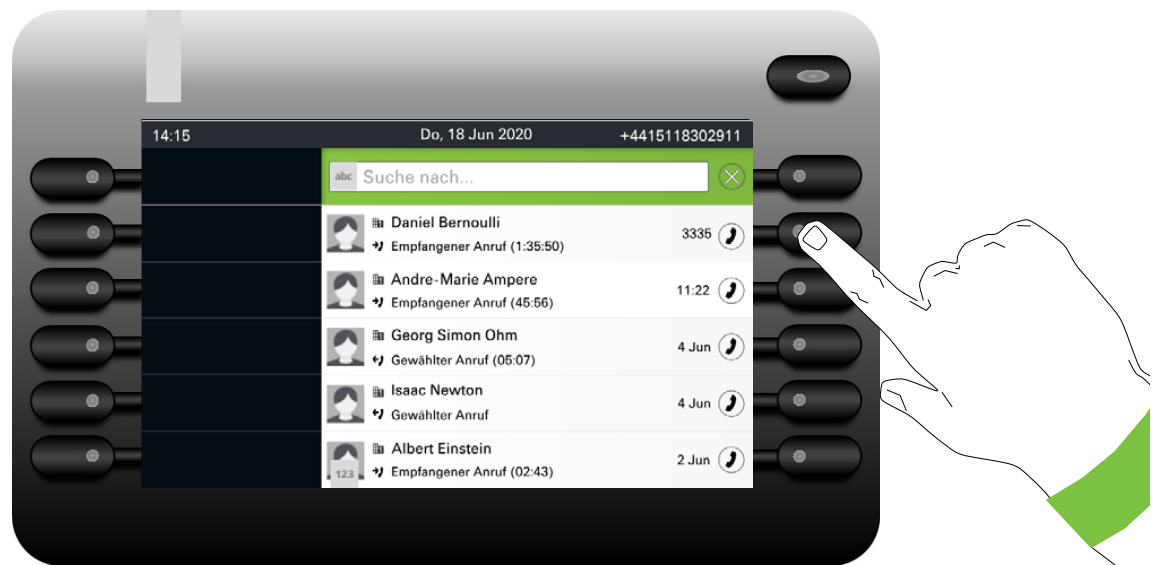 14:15 Do, 18 Jun 2020 +4415118302911
abc Suche nach...
Daniel Bernoulli
Empfangener Anruf (1:35:50)
3335
Andre-Marie Ampere
Empfangener Anruf (45:56)
11:22
Georg Simon Ohm
Gewählter Anruf (05:07)
4 Jun
Isaac Newton
Gewählter Anruf
4 Jun
Albert Einstein
Empfangener Anruf (02:43)
2 Jun
123